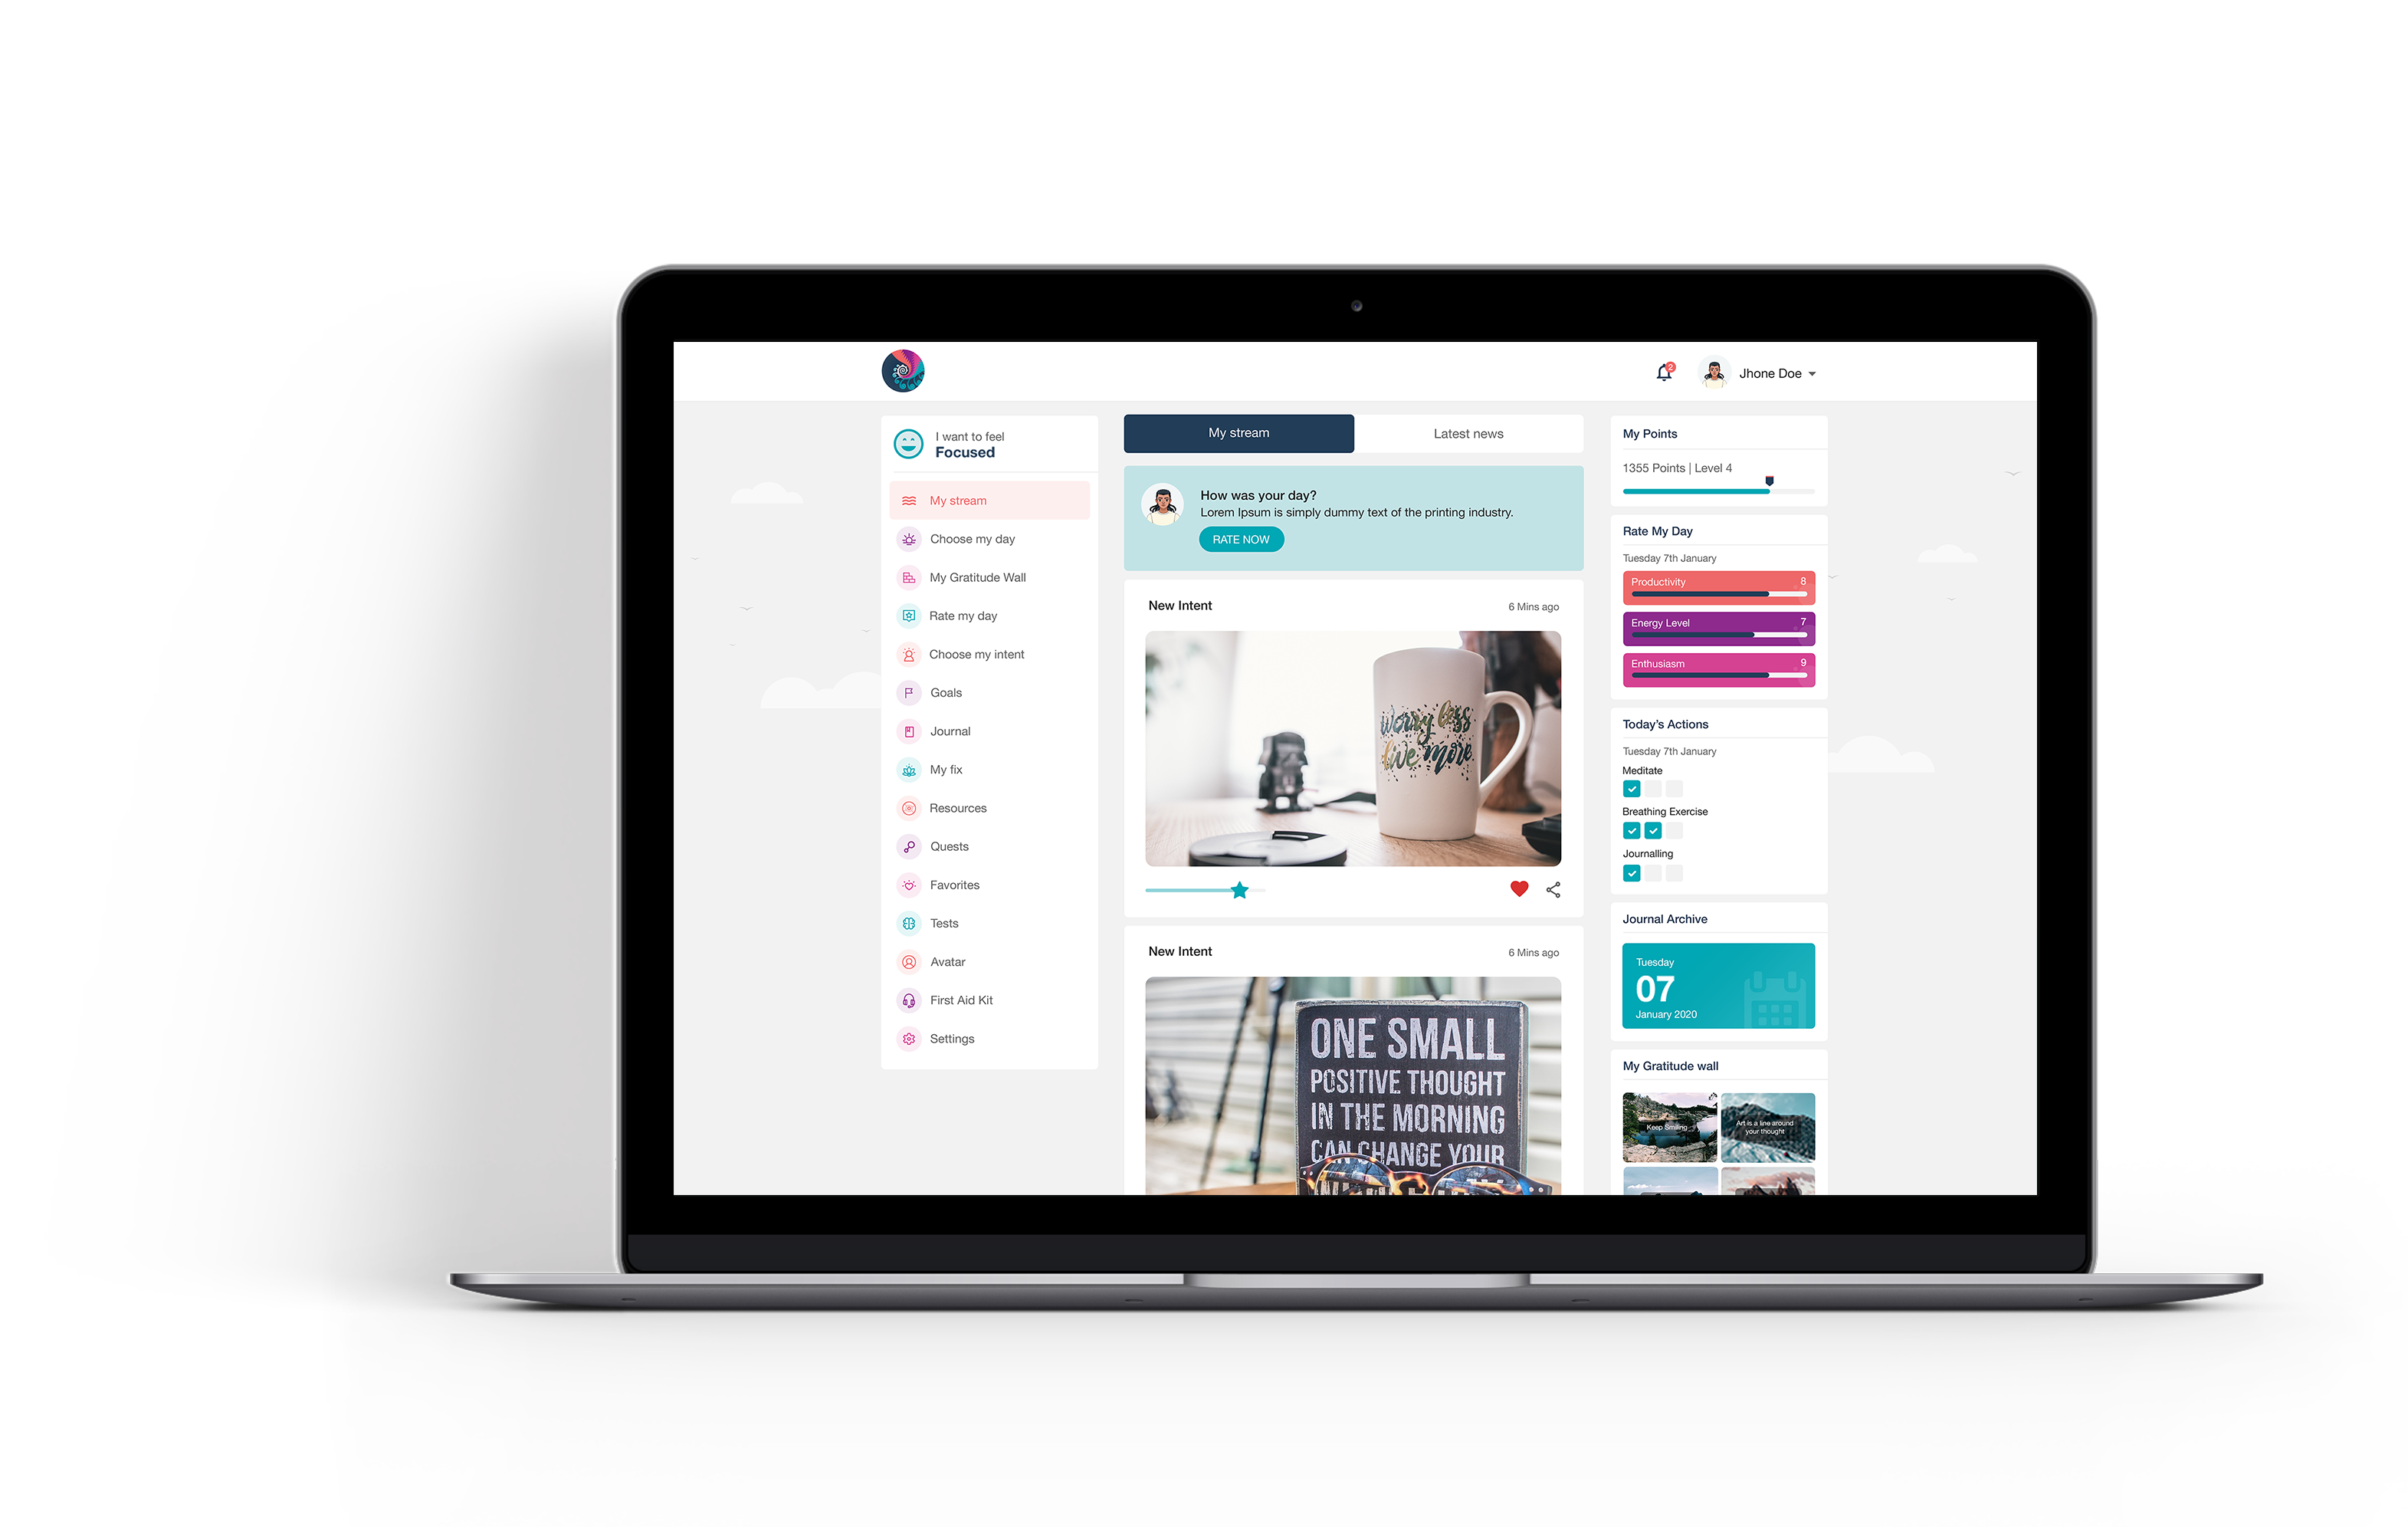 2
Jhone Doe
I want to feel
Focused
My stream
Choose my day
My Gratitude Wall
Rate my day
Choose my intent
Goals
Journal
My fix
Resources
Quests
Favorites
Tests
Avatar
First Aid Kit
Settings
My stream
Latest news
How was your day?
Lorem Ipsum is simply dummy text of the printing industry.
RATE NOW
New Intent
6 Mins ago
Worry less
live more.
New Intent
6 Mins ago
ONE SMALL
POSITIVE THOUGHT
IN THE MORNING
CAN CHANGE YOUR
My Points
1355 Points | Level 4
Rate My Day
Tuesday 7th January
Productivity 8
Energy Level 7
Enthusiasm 9
Today's Actions
Tuesday 7th January
Meditate
Breathing Exercise
Journalling
Journal Archive
Tuesday
07
January 2020
My Gratitude wall
Keep Smiling
Art is a line around
your thought